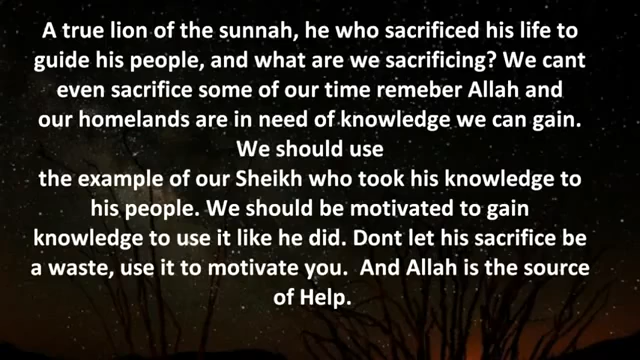 A true lion of the sunnah, he who sacrificed his life to
guide his people, and what are we sacrificing? We cant
even sacrifice some of our time remeber Allah and
our homelands are in need of knowledge we can gain.
We should use
the example of our Sheikh who took his knowledge to
his people. We should be motivated to gain
knowledge to use it like he did. Dont let his sacrifice be
a waste, use it to motivate you.  And Allah is the source
of Help.